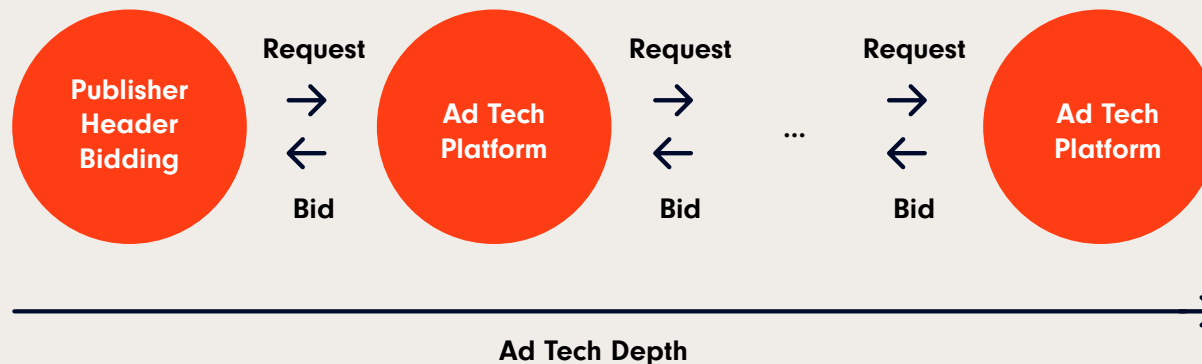 Publisher
Header
Bidding
Request
Bid
Ad Tech
Platform
Request
Bid
...
Request
Bid
Ad Tech
Platform
Ad Tech Depth